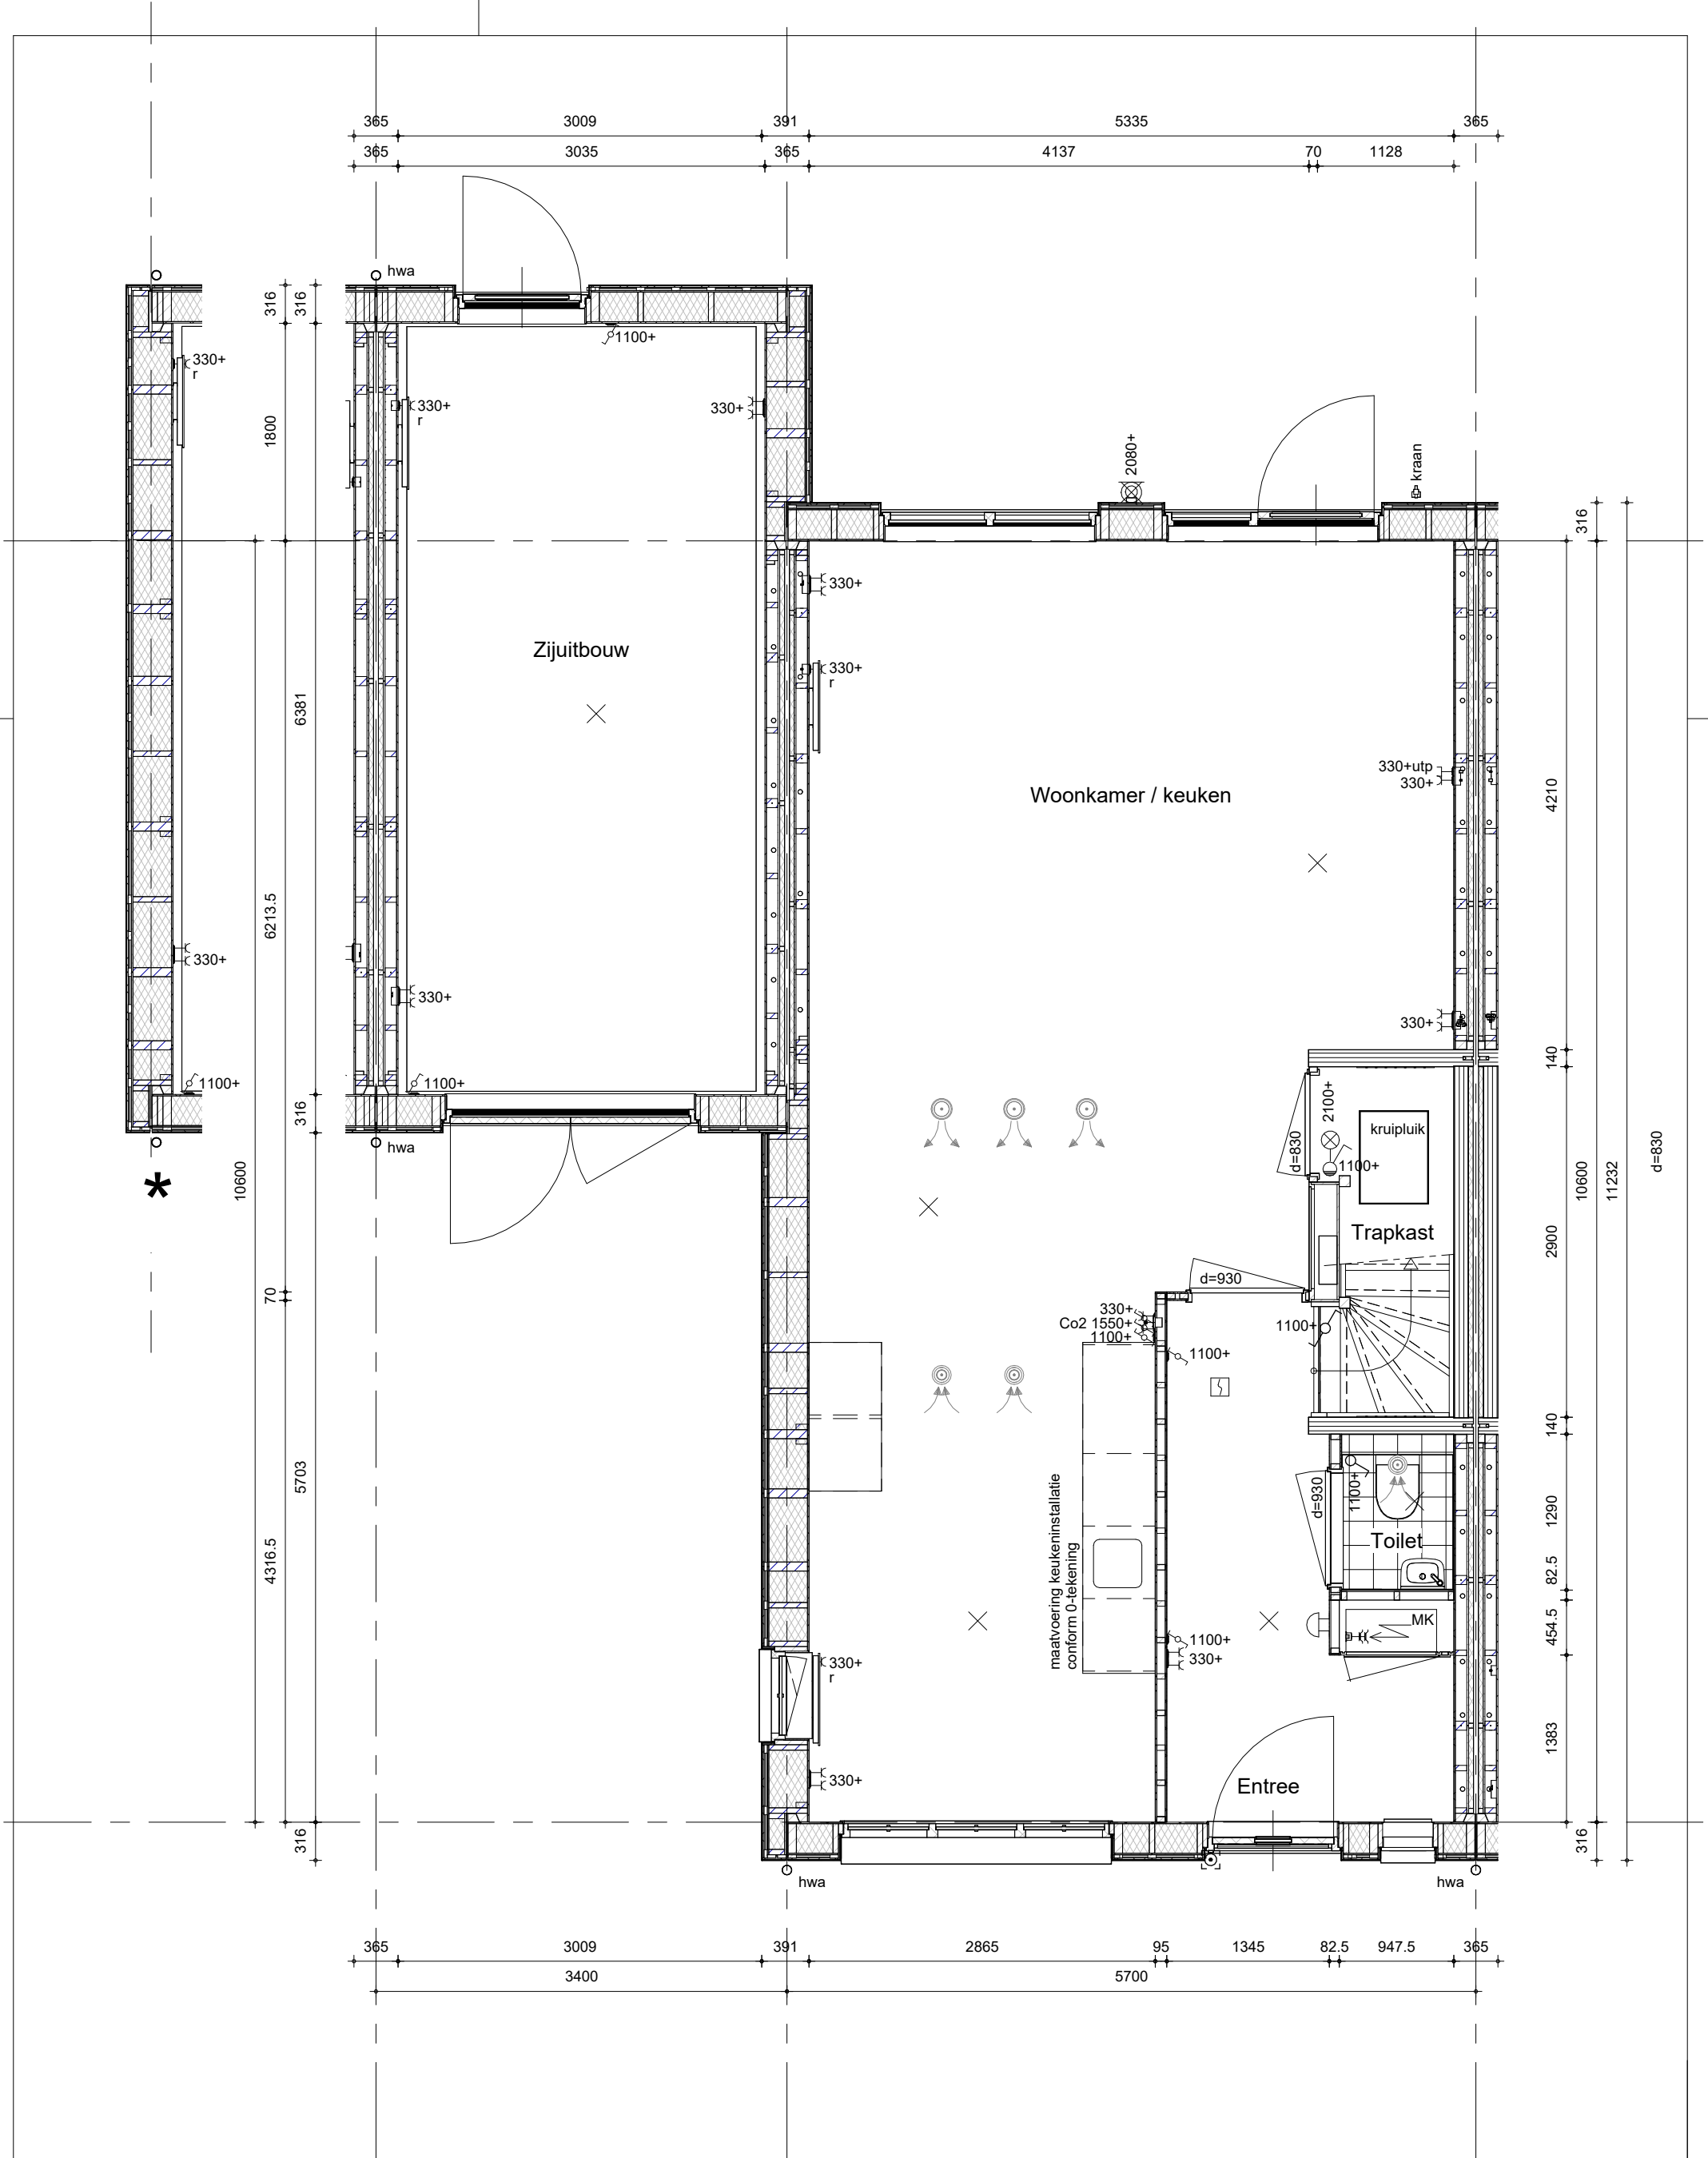 365 3009 391 5335 365
365 3035 365 4137 70 1128
hwa
316 316
1100+
330+
r
330+
r
330+
1800
2080+
kraan
316
330+
Zijuitbouw
330+
r
6381
330+utp
330+
Woonkamer / keuken
4210
6213.5
330+
330+
330+
1100+
1100+
140
316
hwa
2100+
kruipluik
d=830
1100+
d=830
*
10600
10600
11232
Trapkast
2900
70
d=930
330+
Co2 1550+
1100+
1100+
1100+
140
5703
maatvoering keukeninstallatie
conform 0-tekening
d=930
1100+
1290
Toilet
4316.5
82.5
MK
454.5
1100+
330+
330+
r
1383
330+
Entree
316
316
hwa
hwa
365 3009 391 2865 95 1345 82.5 947.5 365
3400 5700